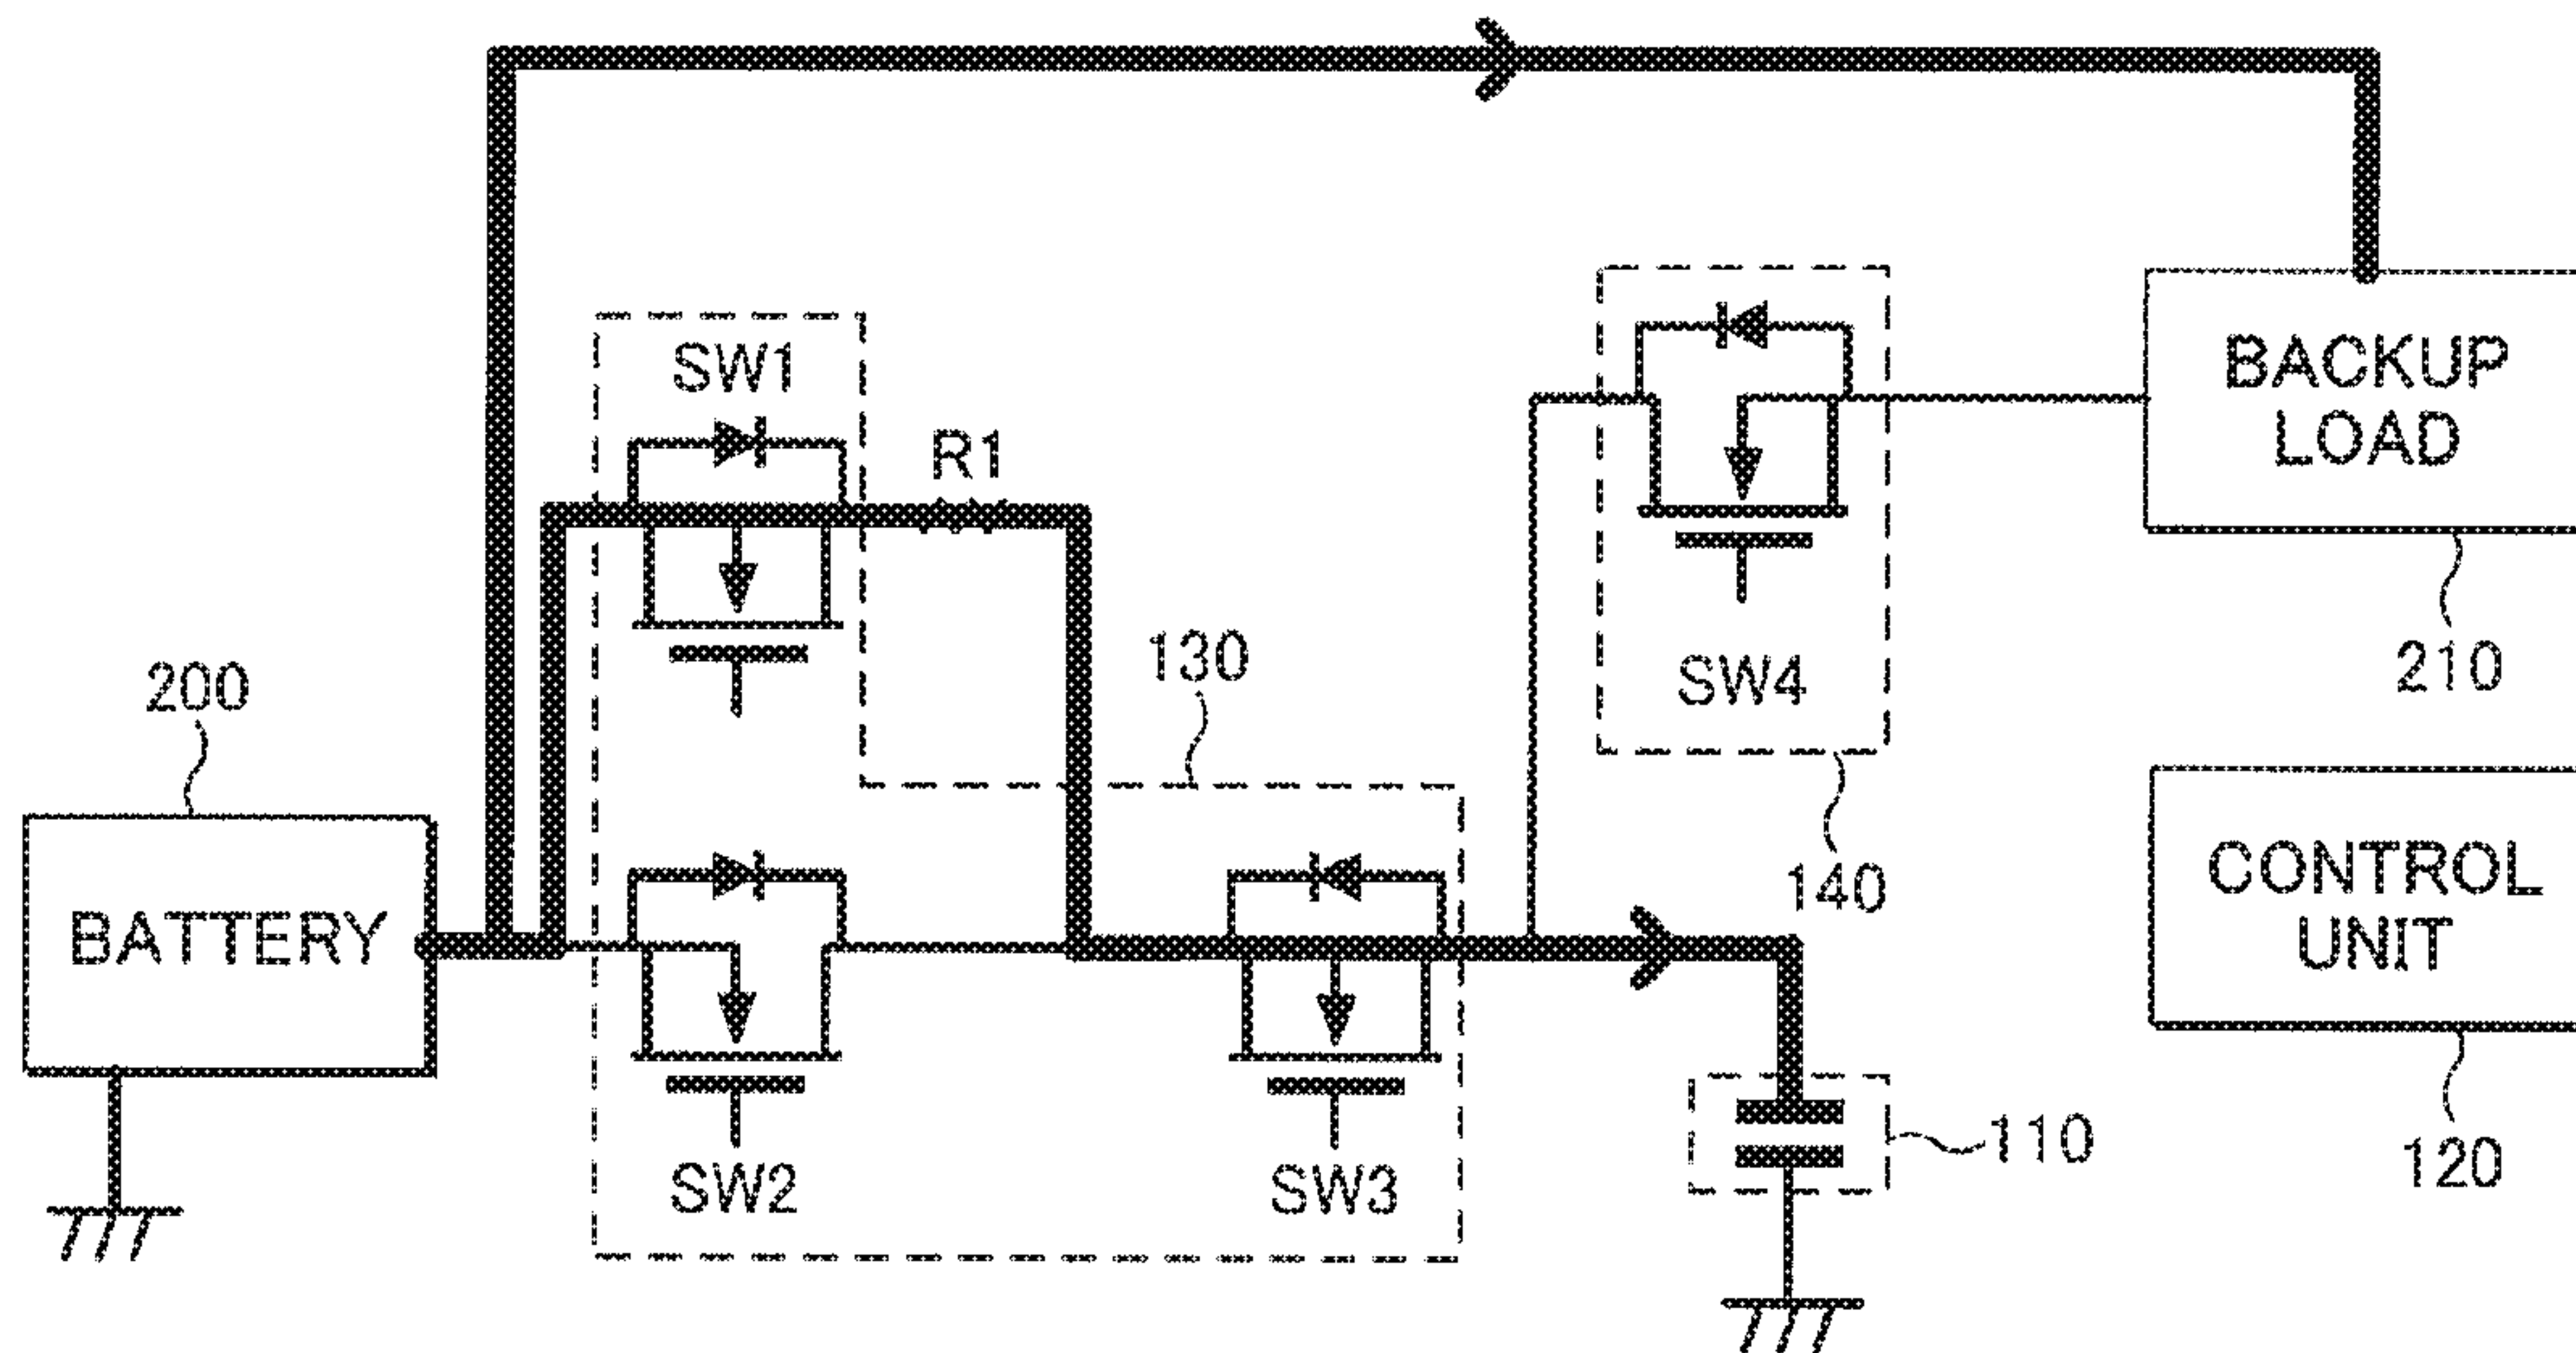 SW1
R1
BACKUP
LOAD
210
SW4
130
200
140
BATTERY
CONTROL
UNIT
110
120
SW2
SW3